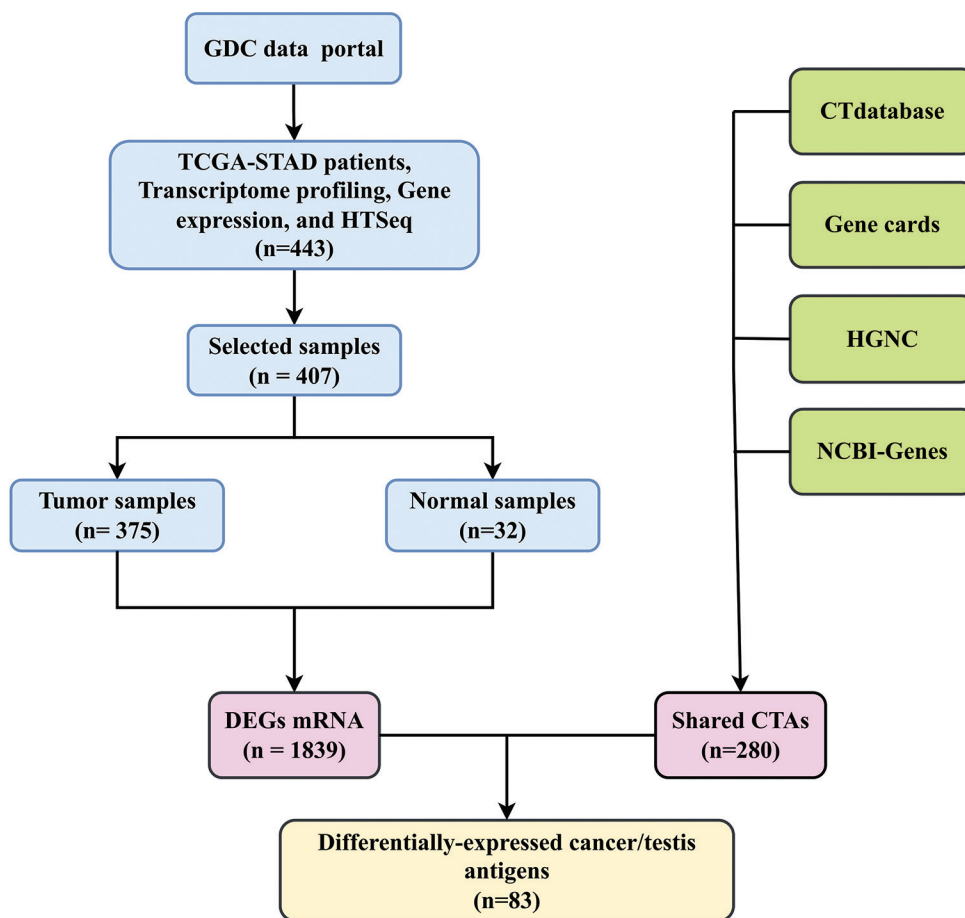 GDC data  portal
TCGA-STAD patients,
Transcriptome profiling, Gene
expression, and HTSeq
(n=443)
Selected samples
(n = 407)
Tumor samples
(n= 375)
Normal samples
(n=32)
DEGs mRNA
(n = 1839)
CTdatabase
Gene cards
HGNC
NCBI-Genes
Shared CTAs
(n=280)
Differentially-expressed cancer/testis
antigens
(n=83)